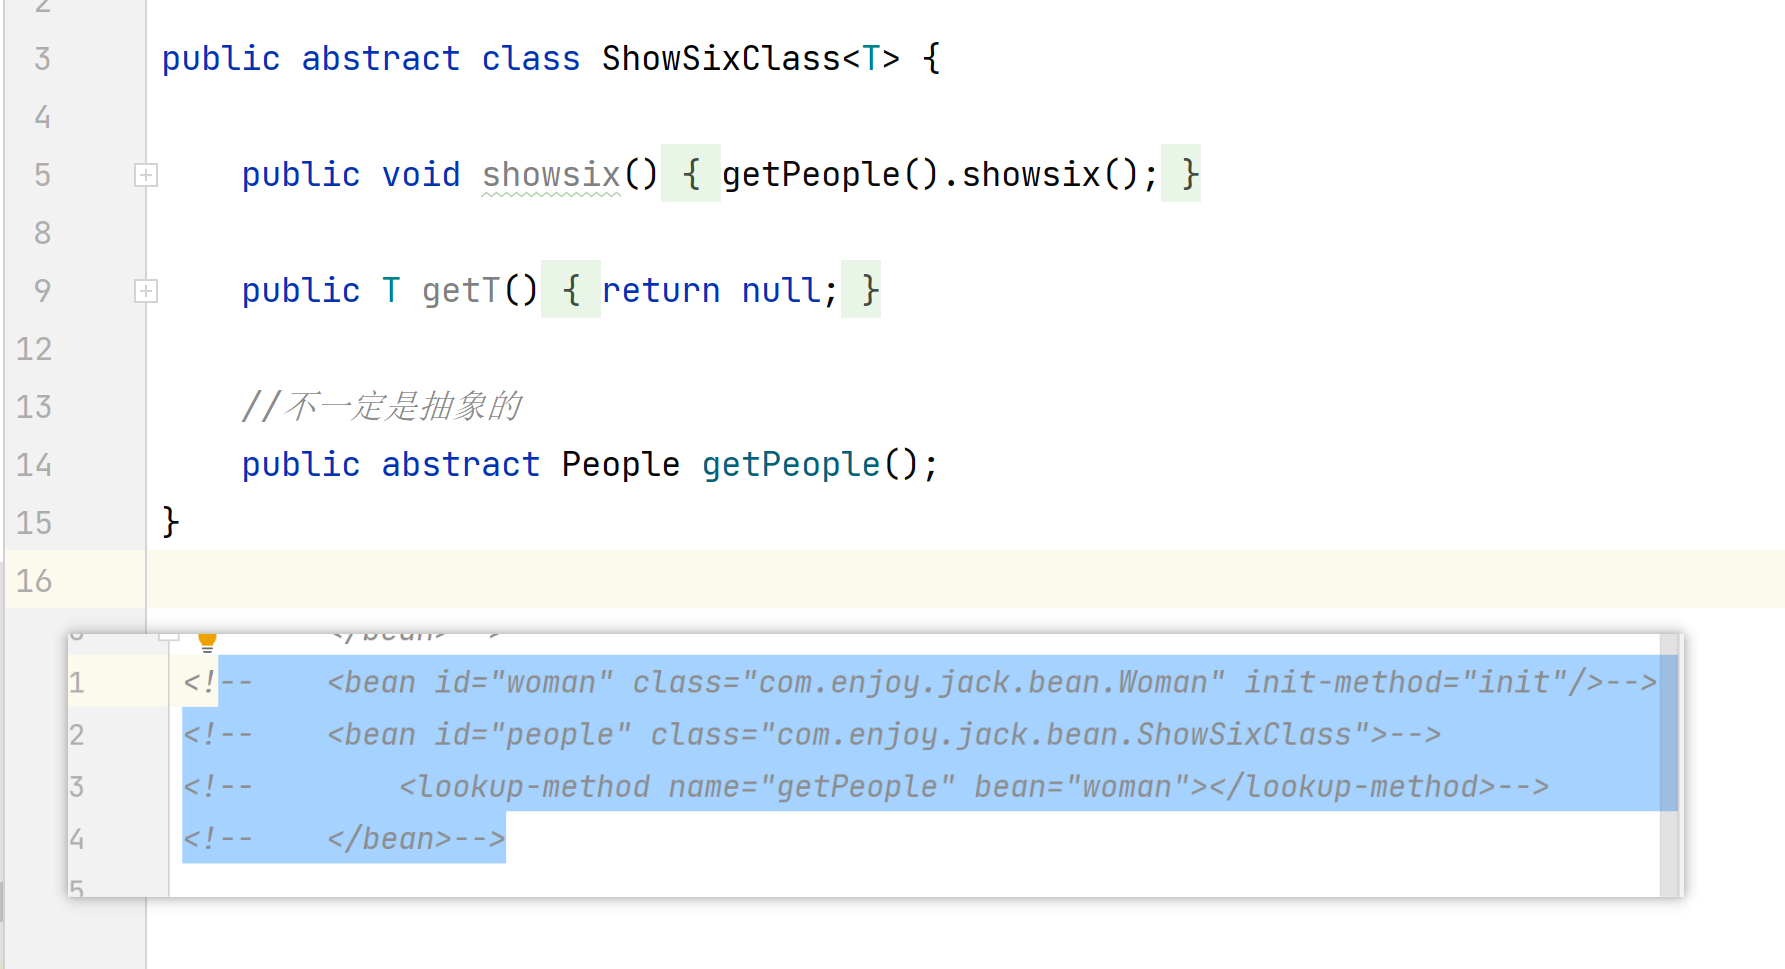 2
3 public abstract class ShowSixClass<T> {
4
5 public void showsix() { getPeople().showsix(); }
8
9 public T getT() { return null; }
12
13 //不一定是抽象的
14 public abstract People getPeople();
15 }
16
</bean>-->
1 <!-- <bean id="woman" class="com.enjoy.jack.bean.Woman" init-method="init"/>-->
2 <!-- <bean id="people" class="com.enjoy.jack.bean.ShowSixClass">-->
3 <!-- <lookup-method name="getPeople" bean="woman"></lookup-method>-->
4 <!-- </bean>-->
5